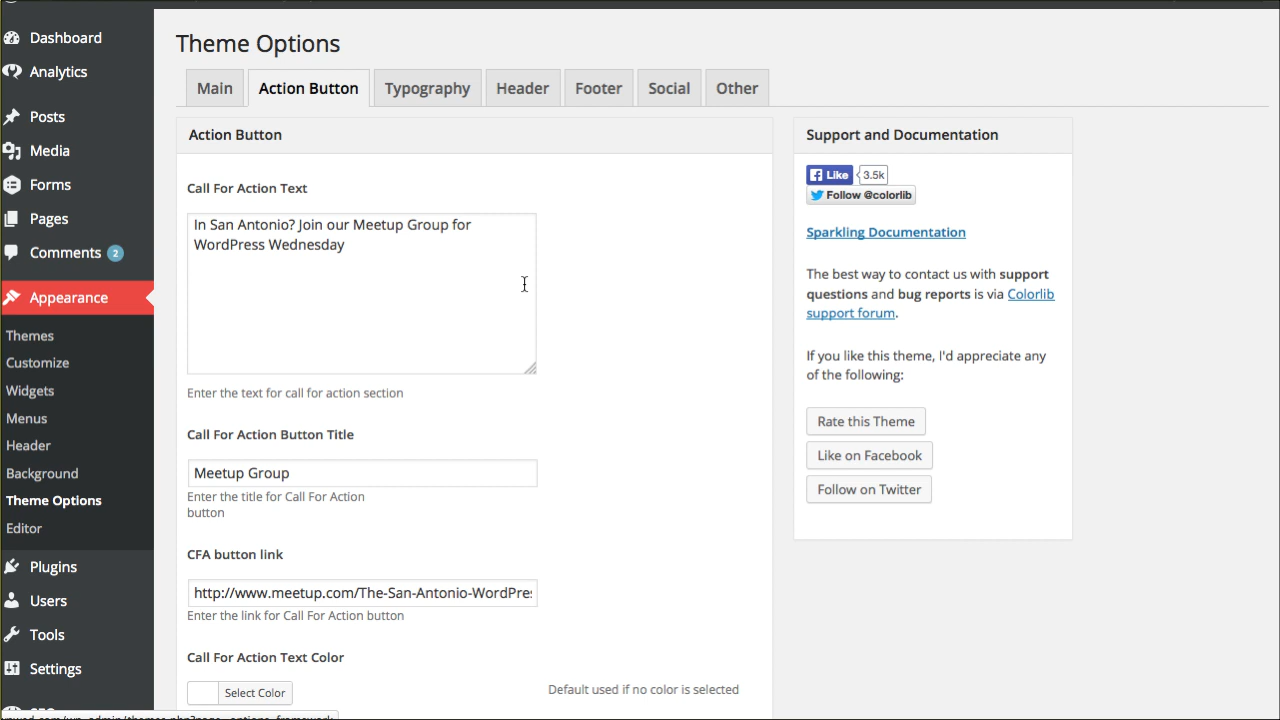 Dashboard
Analytics
Posts
Media
Forms
Pages
Comments 2
Appearance
Themes
Customize
Widgets
Menus
Header
Background
Theme Options
Editor
Plugins
Users
Tools
Settings
Theme Options
Main Action Button Typography Header Footer Social Other
Action Button
Call For Action Text
In San Antonio? Join our Meetup Group for
WordPress Wednesday
Enter the text for call for action section
Call For Action Button Title
Meetup Group
Enter the title for Call For Action
button
CFA button link
http://www.meetup.com/The-San-Antonio-WordPres
Enter the link for Call For Action button
Call For Action Text Color
Select Color
Default used if no color is selected
Support and Documentation
Like 3.5k
Follow @colorlib
Sparkling Documentation
The best way to contact us with support
questions and bug reports is via Colorlib
support forum.
If you like this theme, I'd appreciate any
of the following:
Rate this Theme
Like on Facebook
Follow on Twitter